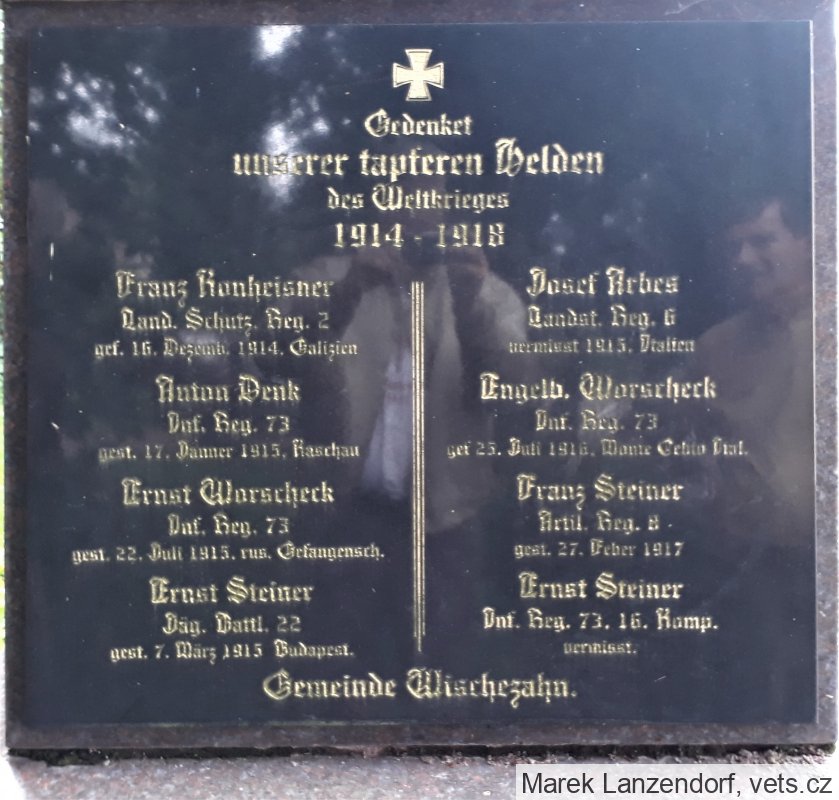 Gedenket
unserer tapferen Helden
des Weltkrieges
1914 - 1918
Franz Konheisner
Land. Schutz. Reg. 2
gef. 16. Dezemb. 1914, Galizien
Anton Denk
Inf. Reg. 73
gest. 17. Jänner 1915, Kaschau
Ernst Worscheck
Inf. Reg. 73
gest. 22. Juli 1915. rus. Gefangensch.
Ernst Steiner
Jäg. Battl. 22
gest. 7. März 1915 Budapest.
Josef Arbes
Landst. Reg. 6
vermisst 1915, Italien
Engelb. Worscheck
Inf. Reg. 73
gef 25. Juli 1916, Monte Ital.
Franz Steiner
Artil. Reg. 8
gest. 27. Feber 1917
Ernst Steiner
Inf. Reg. 73, 16. Komp.
vermisst.
Gemeinde Wischezahn.
Marek Lanzendorf, vets.cz